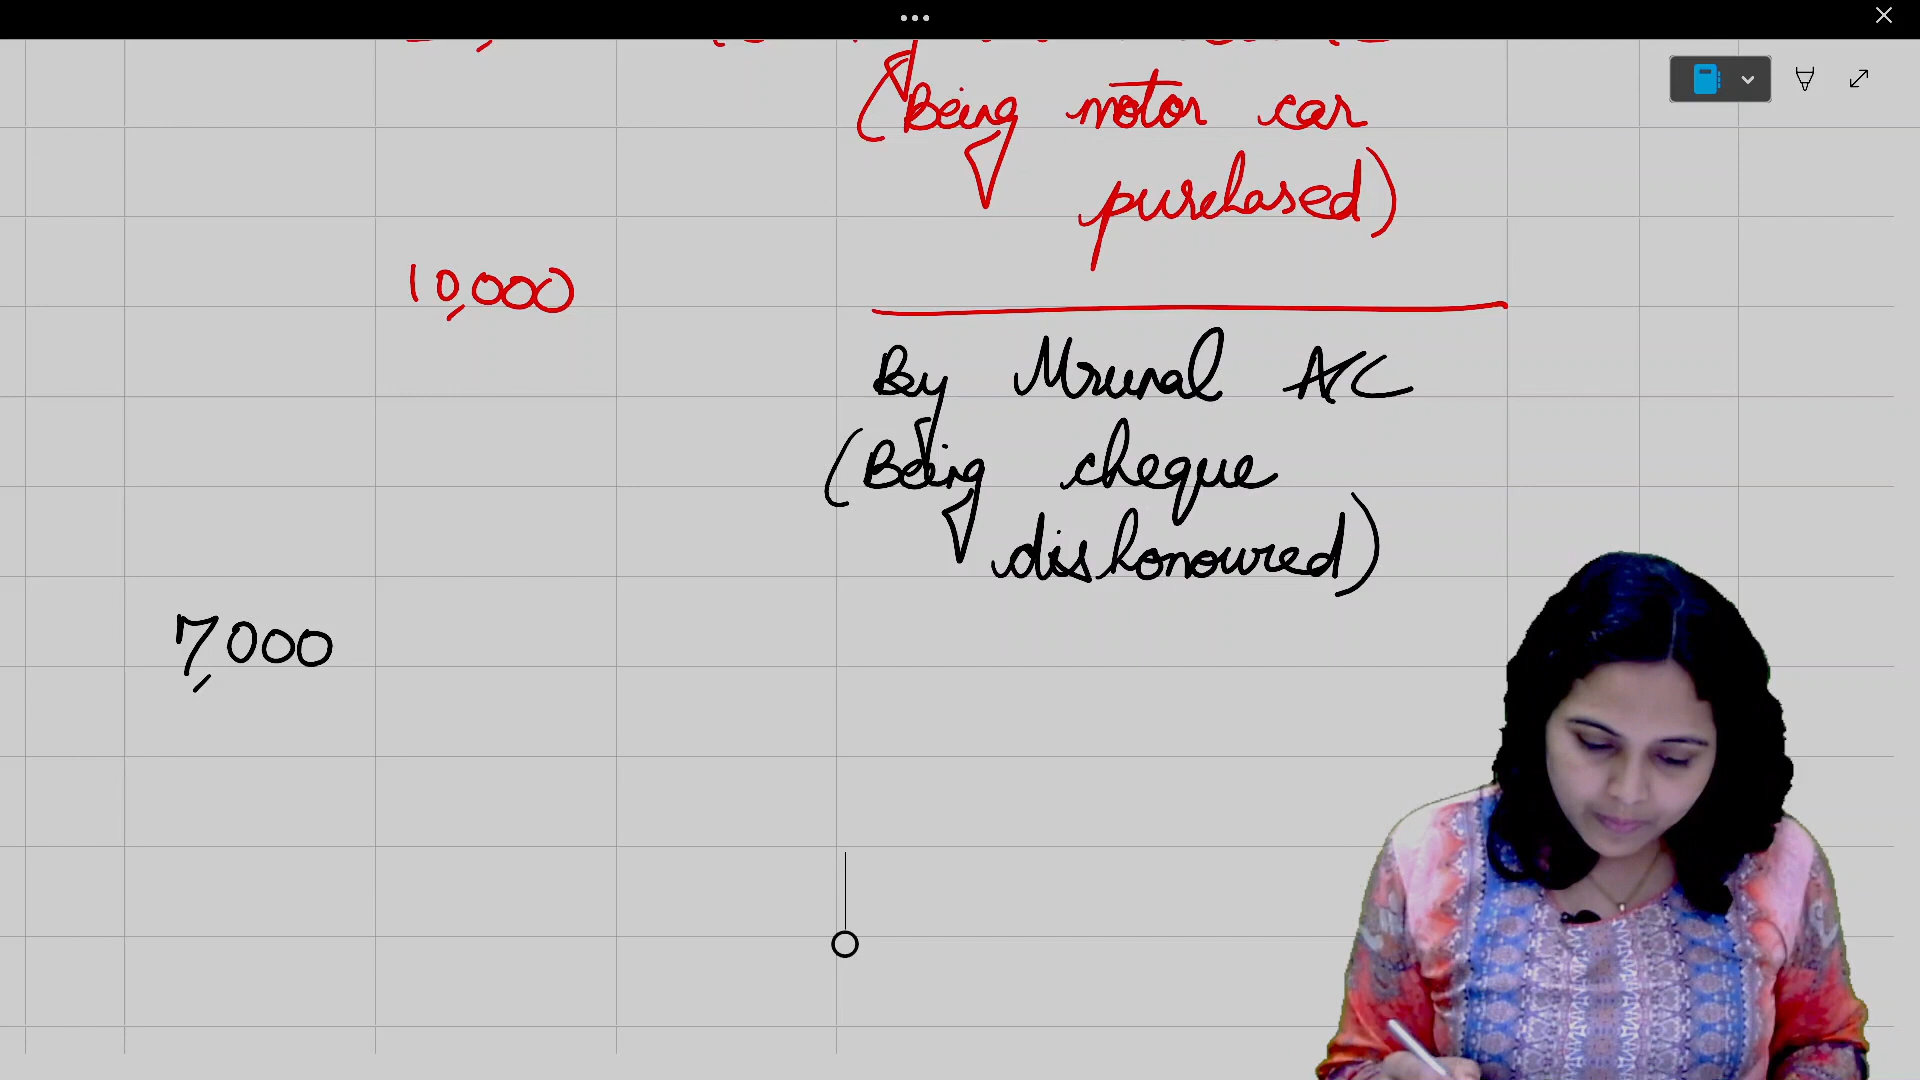 (Being motor car
purchased)
10,000
By Mrunal A/C
(Being cheque
dishonoured)
7,000